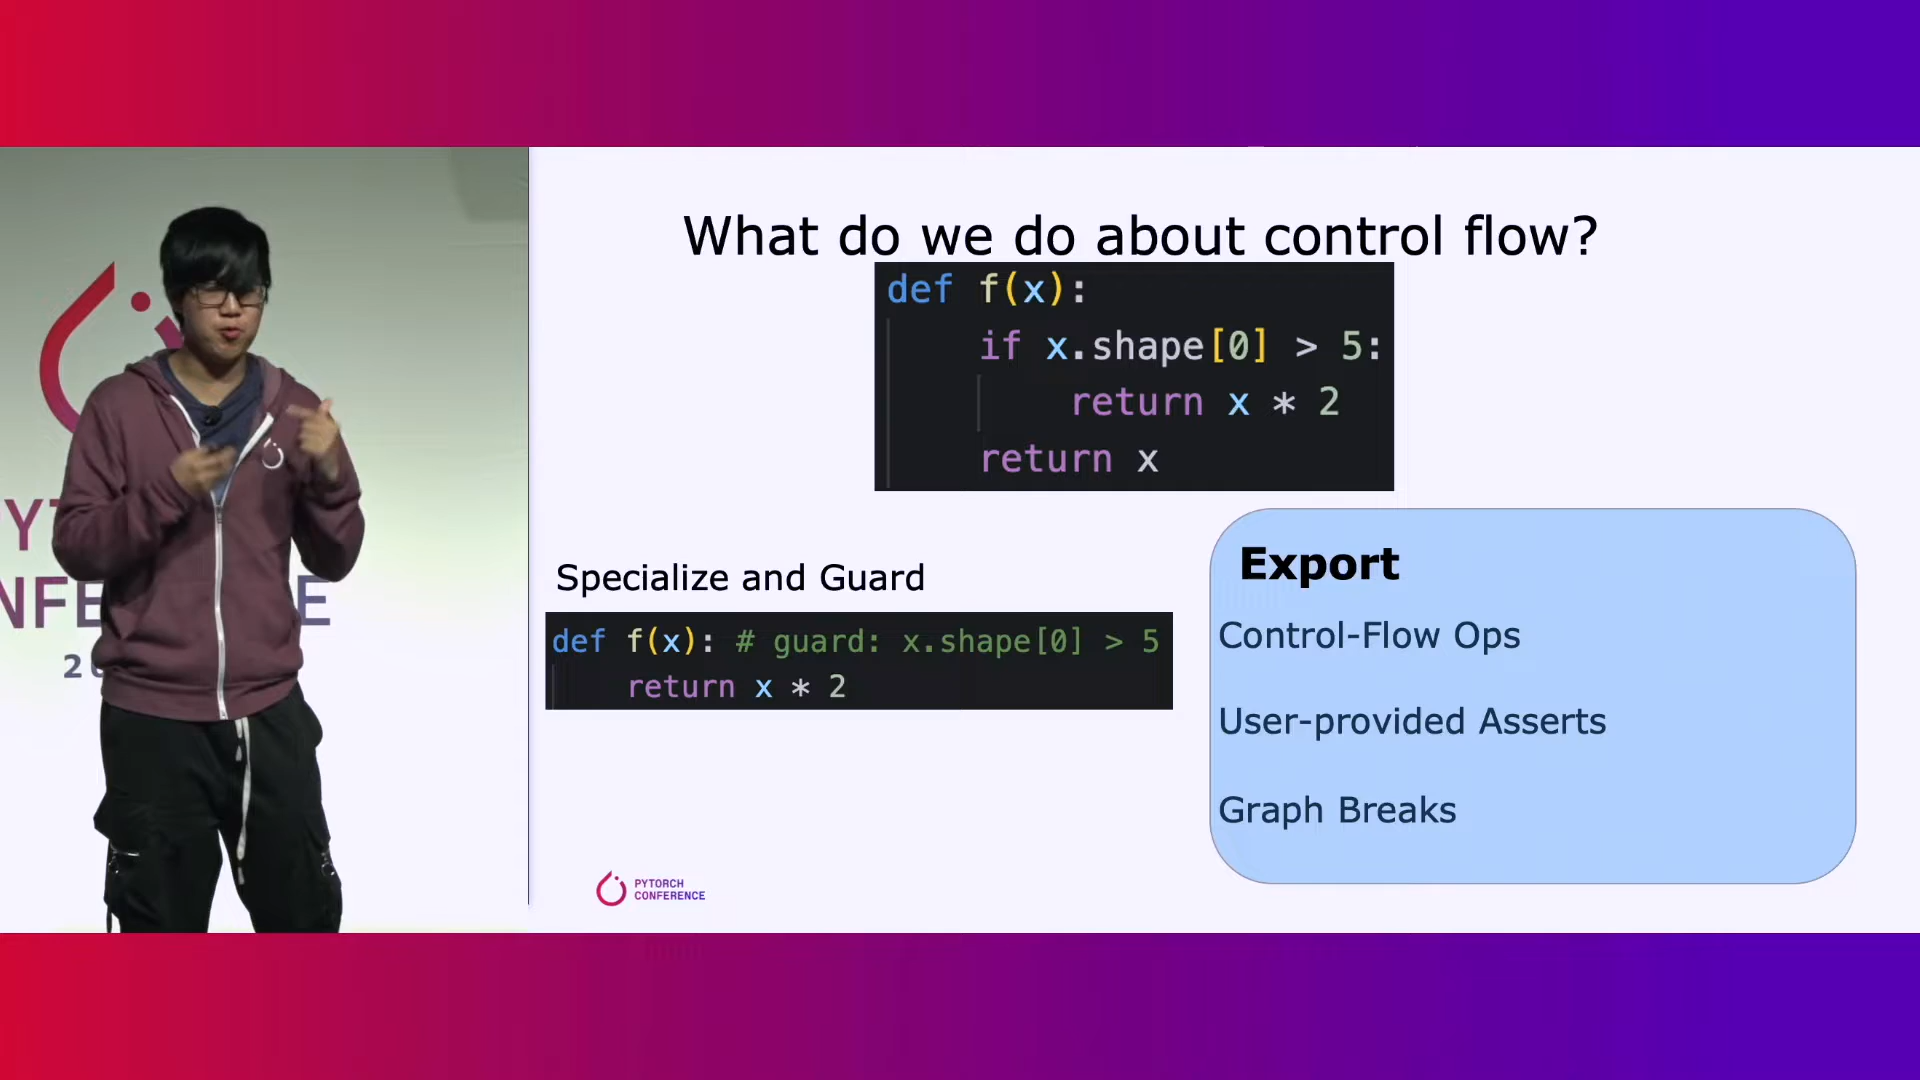 What do we do about control flow?
def f(x):
if x.shape[0] > 5:
return x * 2
return x
Specialize and Guard
def f(x): # guard: x.shape[0] > 5
return x * 2
Export
Control-Flow Ops
User-provided Asserts
Graph Breaks
PYTORCH
CONFERENCE